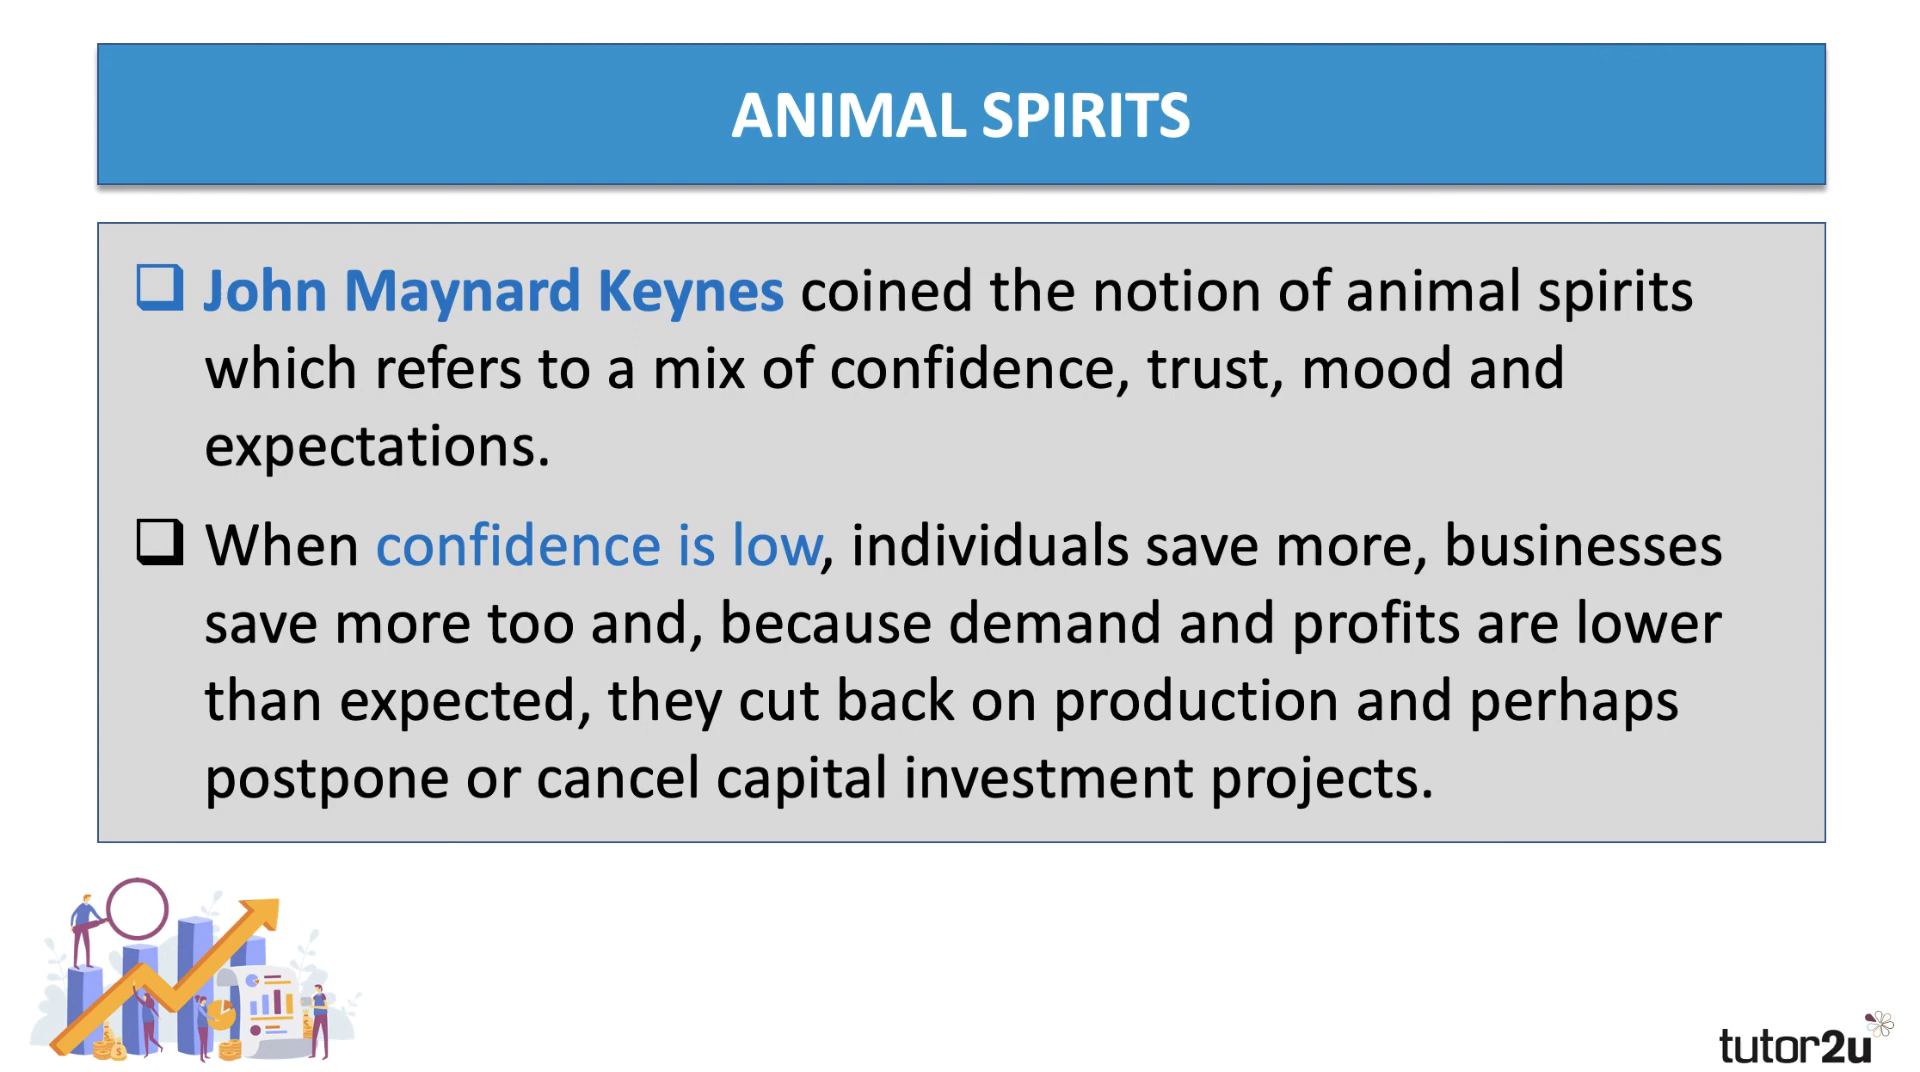 ANIMAL SPIRITS
John Maynard Keynes coined the notion of animal spirits
which refers to a mix of confidence, trust, mood and
expectations.
When confidence is low, individuals save more, businesses
save more too and, because demand and profits are lower
than expected, they cut back on production and perhaps
postpone or cancel capital investment projects.
tutor2u